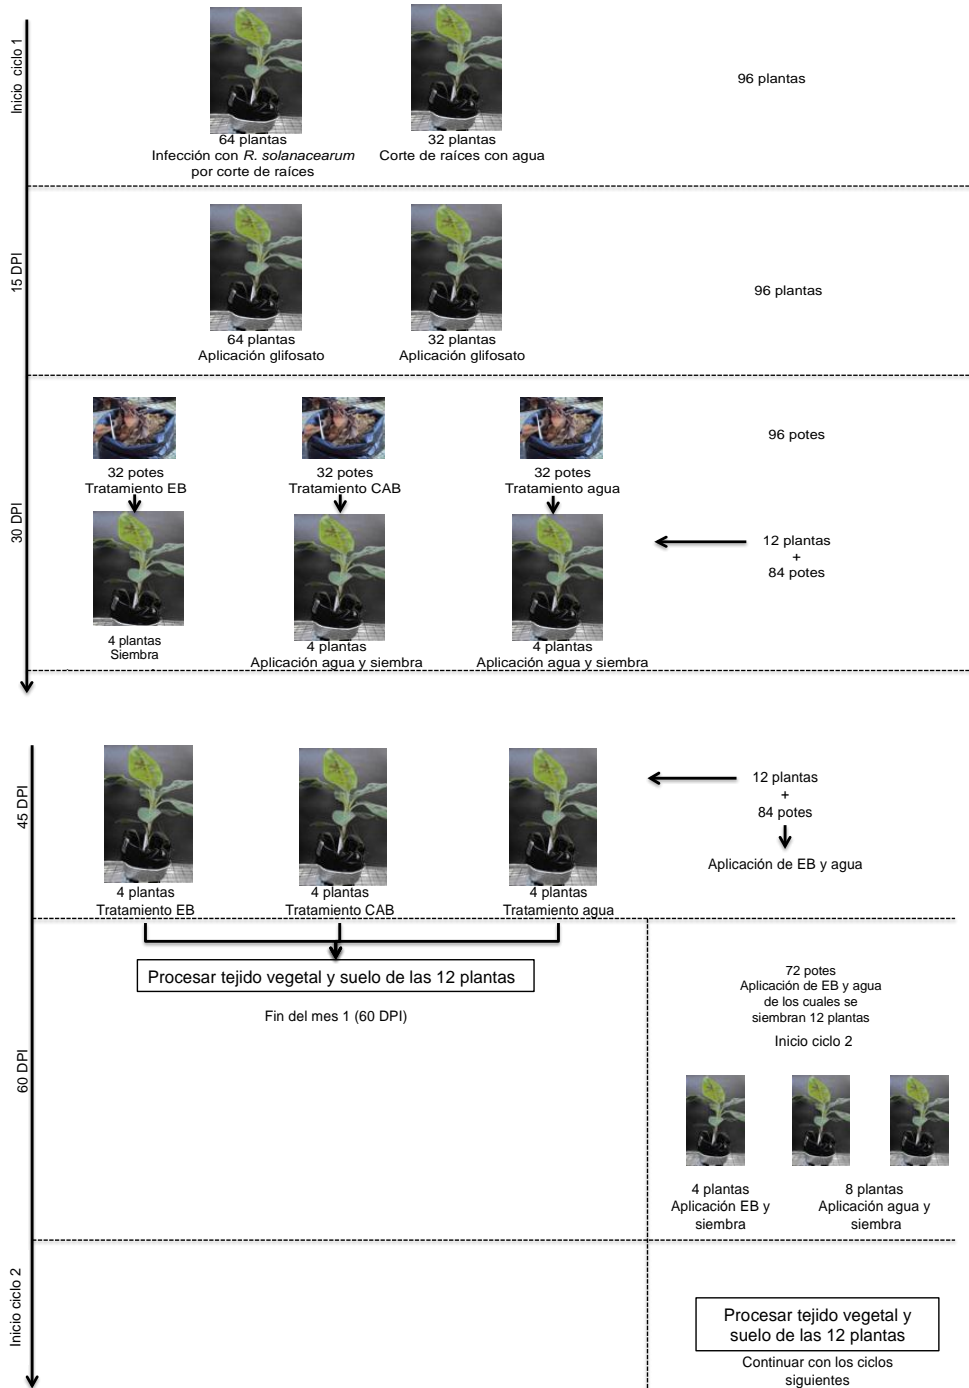 Inicio ciclo 1
96 plantas
64 plantas
Infección con R. solanacearum
por corte de raíces
32 plantas
Corte de raíces con agua
15 DPI
96 plantas
64 plantas
Aplicación glifosato
32 plantas
Aplicación glifosato
30 DPI
96 potes
32 potes
Tratamiento EB
32 potes
Tratamiento CAB
32 potes
Tratamiento agua
12 plantas
+
84 potes
4 plantas
Siembra
4 plantas
Aplicación agua y siembra
4 plantas
Aplicación agua y siembra
45 DPI
12 plantas
+
84 potes
Aplicación de EB y agua
4 plantas
Tratamiento EB
4 plantas
Tratamiento CAB
4 plantas
Tratamiento agua
60 DPI
Procesar tejido vegetal y suelo de las 12 plantas
Fin del mes 1 (60 DPI)
72 potes
Aplicación de EB y agua
de los cuales se
siembran 12 plantas
Inicio ciclo 2
4 plantas
Aplicación EB y
siembra
8 plantas
Aplicación agua y
siembra
Inicio ciclo 2
Procesar tejido vegetal y
suelo de las 12 plantas
Continuar con los ciclos
siguientes